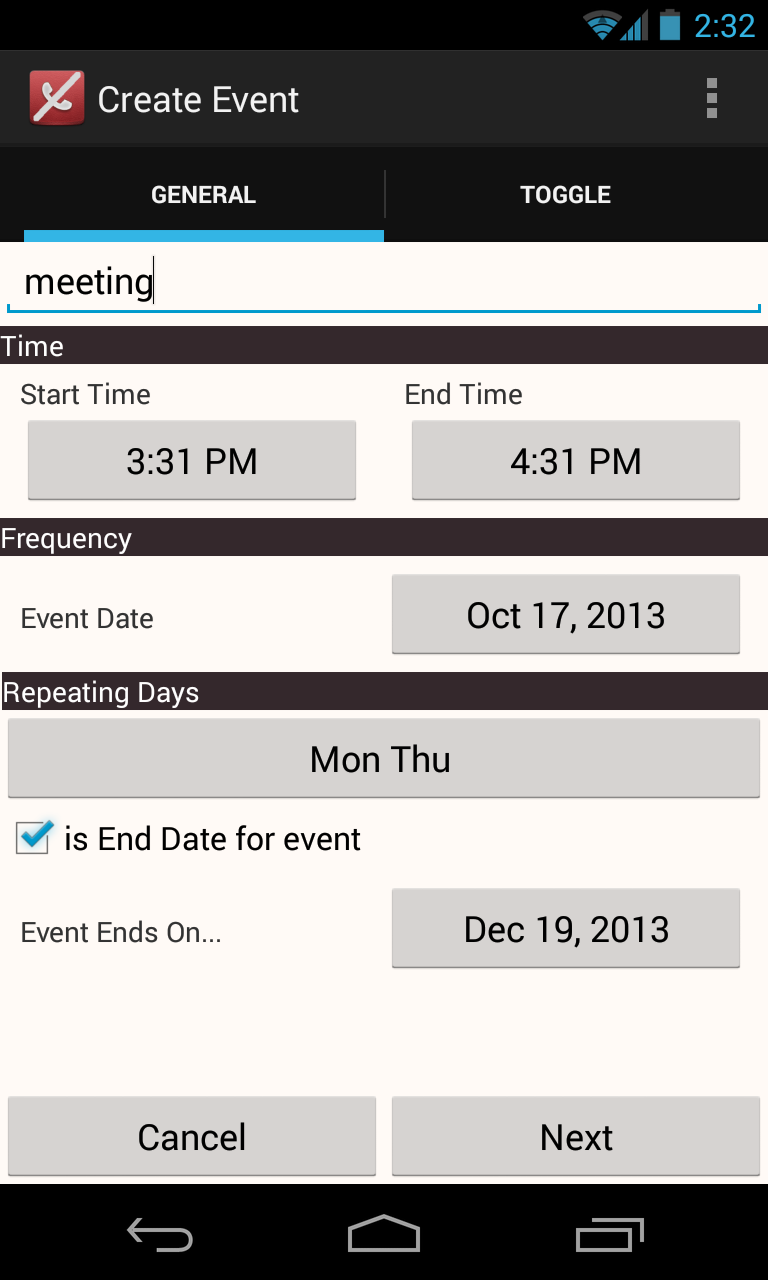 2:32
Create Event
GENERAL TOGGLE
meeting
Time
Start Time End Time
3:31 PM 4:31 PM
Frequency
Event Date Oct 17, 2013
Repeating Days
Mon Thu
is End Date for event
Event Ends On... Dec 19, 2013
Cancel Next